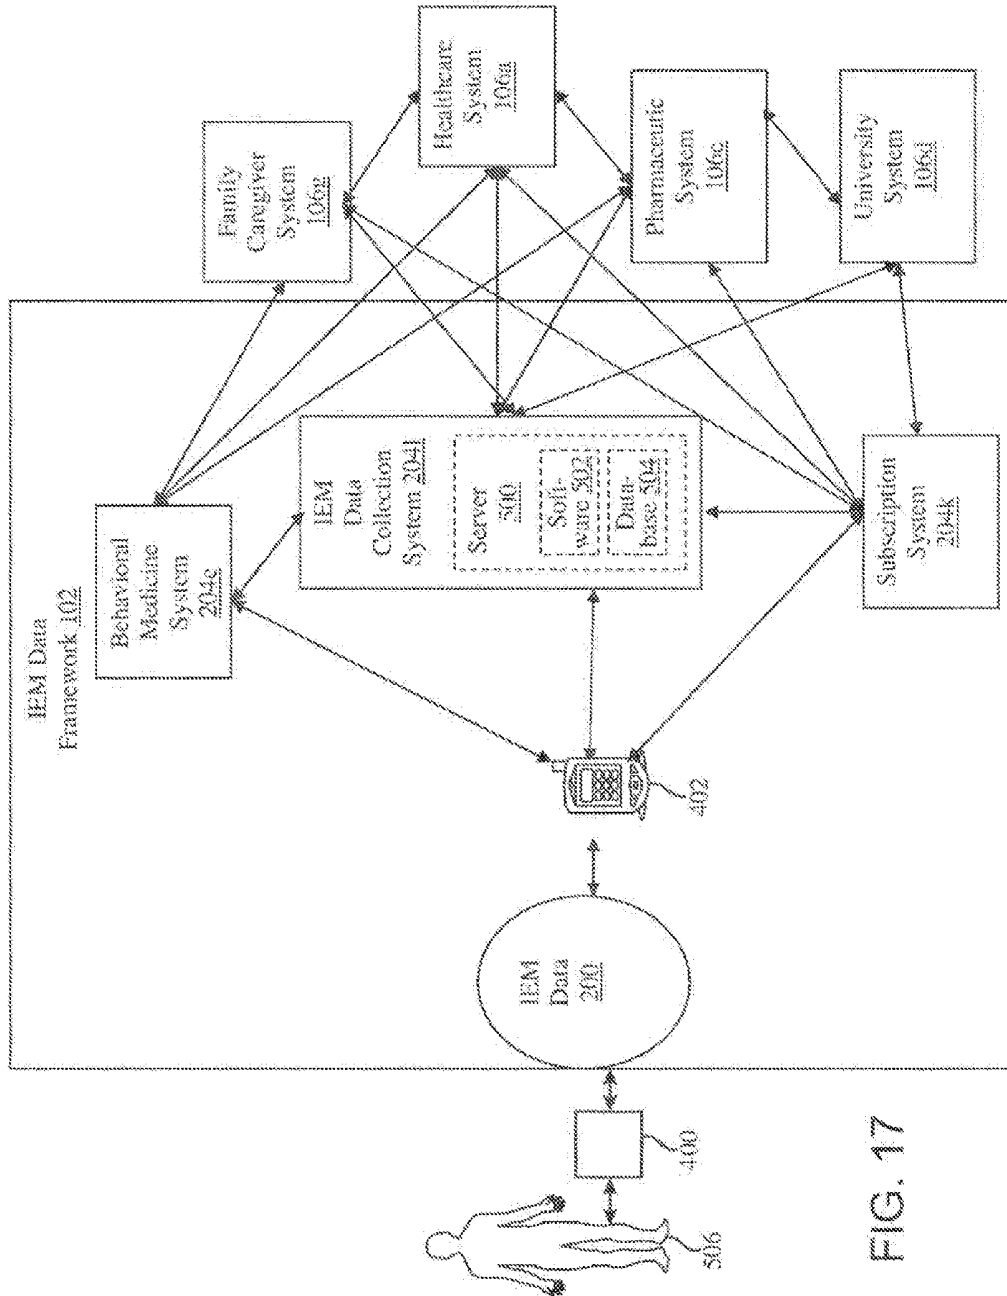 IEM Data
Framework 102
Behavioral
Medicine
System
204e
Family
Caregiver
System
106g
Healthcare
System
106a
IEM
Data
Collection
System 204l
Server
500
Soft-
ware 502
Data-
base 504
Pharmaceutic
System
106c
University
System
106d
Subscription
System
204k
IEM
Data
200
402
400
506
FIG. 17